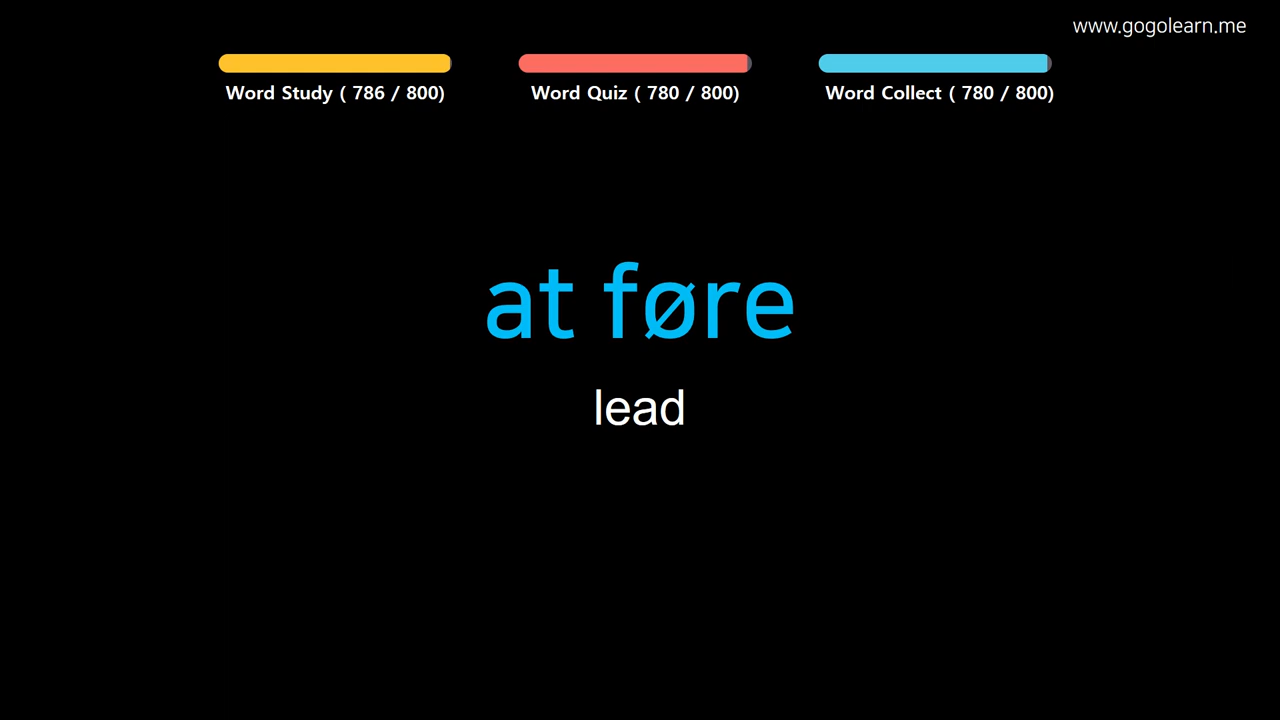 www.gogolearn.me
Word Study ( 786 / 800)
Word Quiz ( 780 / 800)
Word Collect ( 780 / 800)
at føre
lead